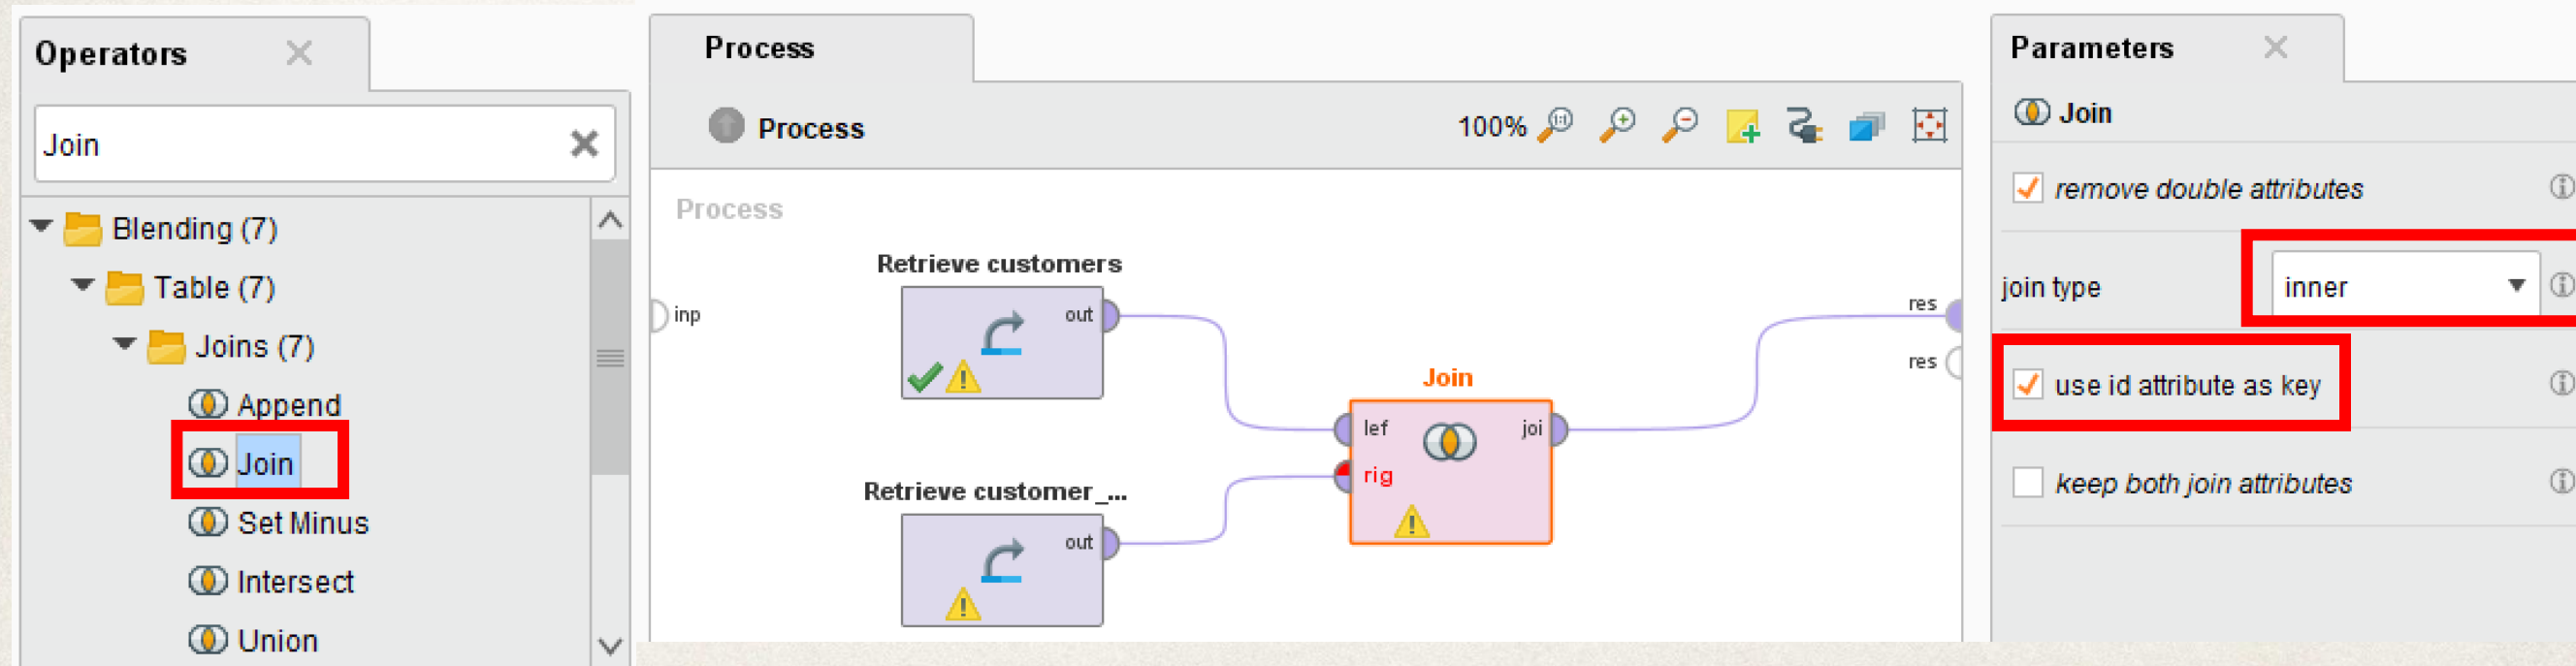 Operators
Join
Blending (7)
Table (7)
Joins (7)
Append
Join
Set Minus
Intersect
Union
Process
Process
100%
Process
inp
Retrieve customers
out
Retrieve customer_...
out
Join
lef
joi
rig
res
res
Parameters
Join
remove double attributes
join type
inner
use id attribute as key
keep both join attributes